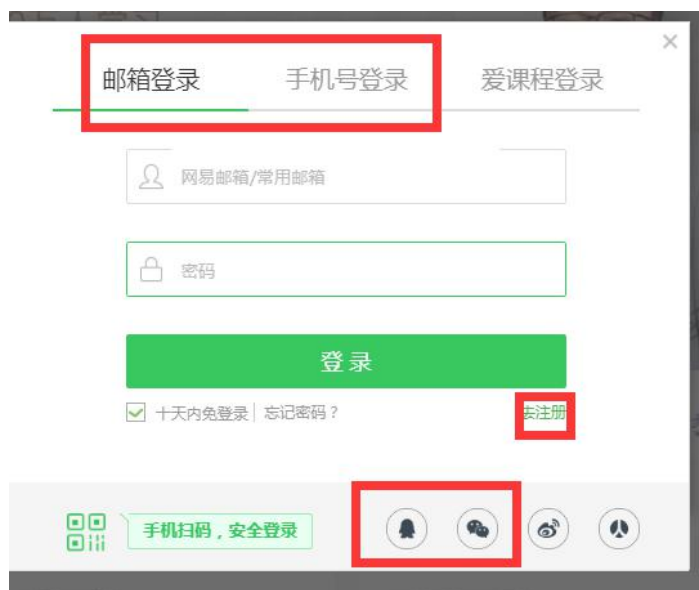 邮箱登录 手机号登录 爱课程登录
网易邮箱/常用邮箱
密码
登录
十天内免登录 忘记密码？
去注册
手机扫码，安全登录